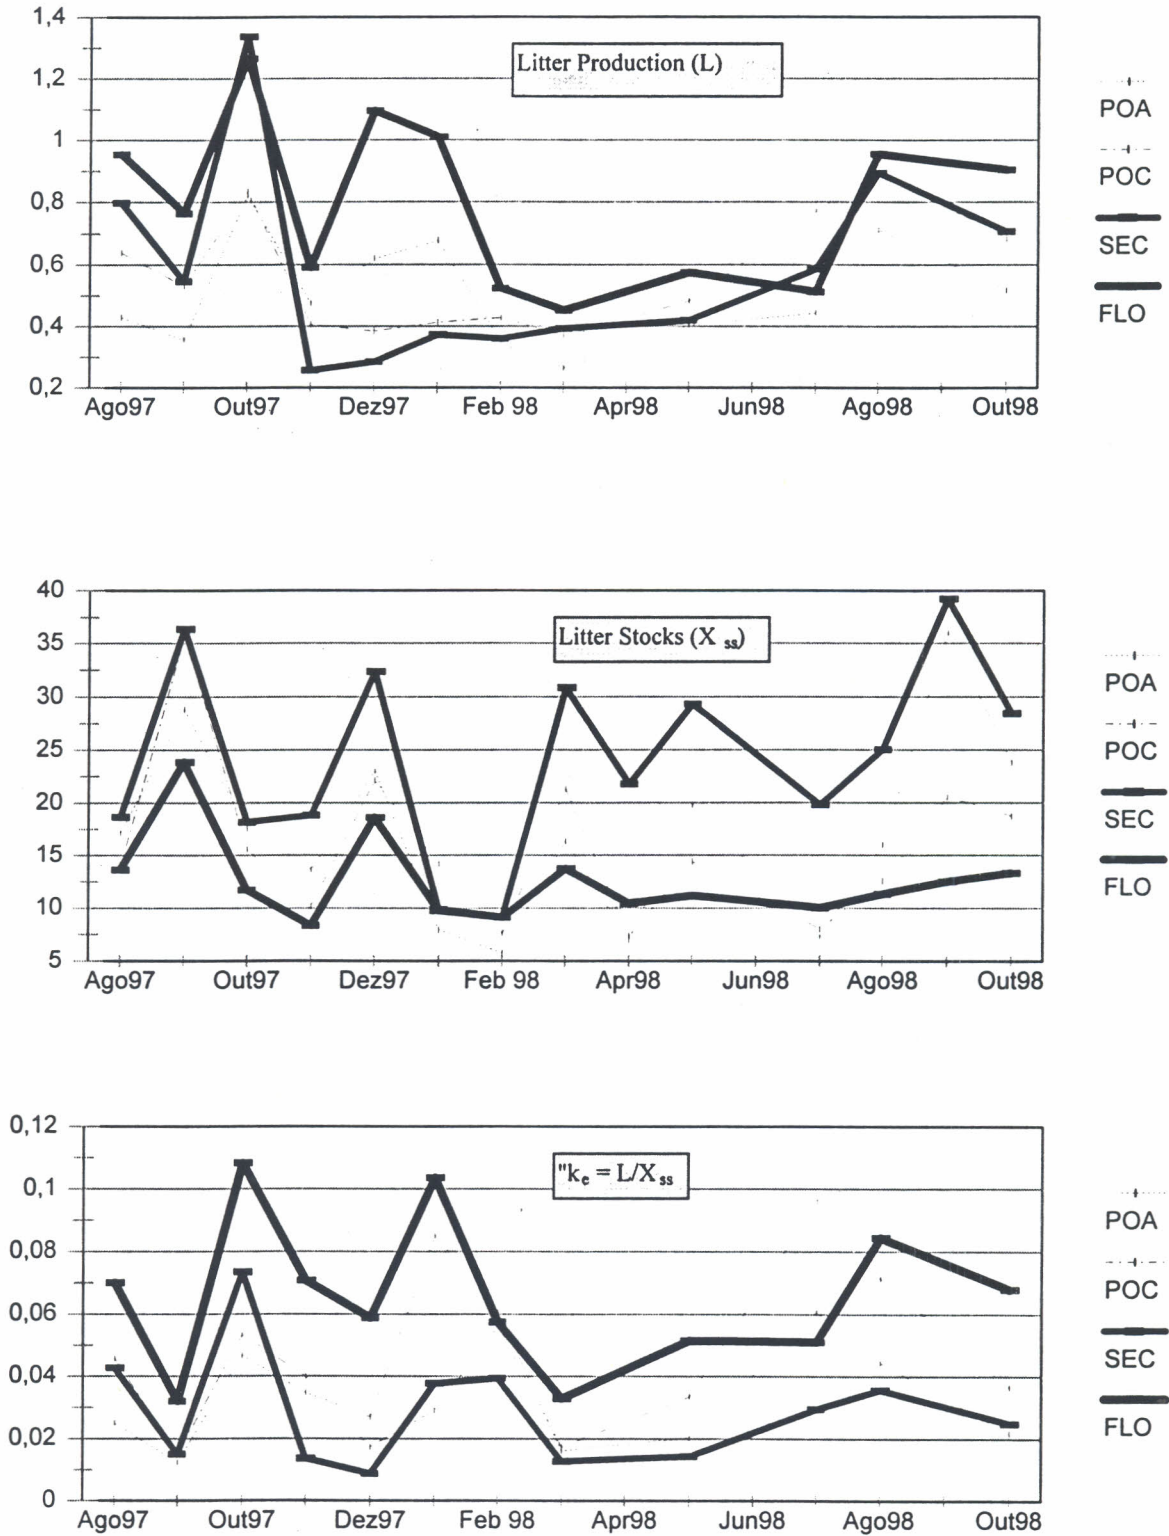 1,4
Litter Production (L)
1,2
1
0,8
0,6
0,4
0,2
Ago97 Out97 Dez97 Feb 98 Apr98 Jun98 Ago98 Out98
POA
POC
SEC
FLO
40
Litter Stocks (X ss)
35
30
25
20
15
10
5
Ago97 Out97 Dez97 Feb 98 Apr98 Jun98 Ago98 Out98
POA
POC
SEC
FLO
0,12
"ke = L/Xss
0,1
0,08
0,06
0,04
0,02
0
Ago97 Out97 Dez97 Feb 98 Apr98 Jun98 Ago98 Out98
POA
POC
SEC
FLO